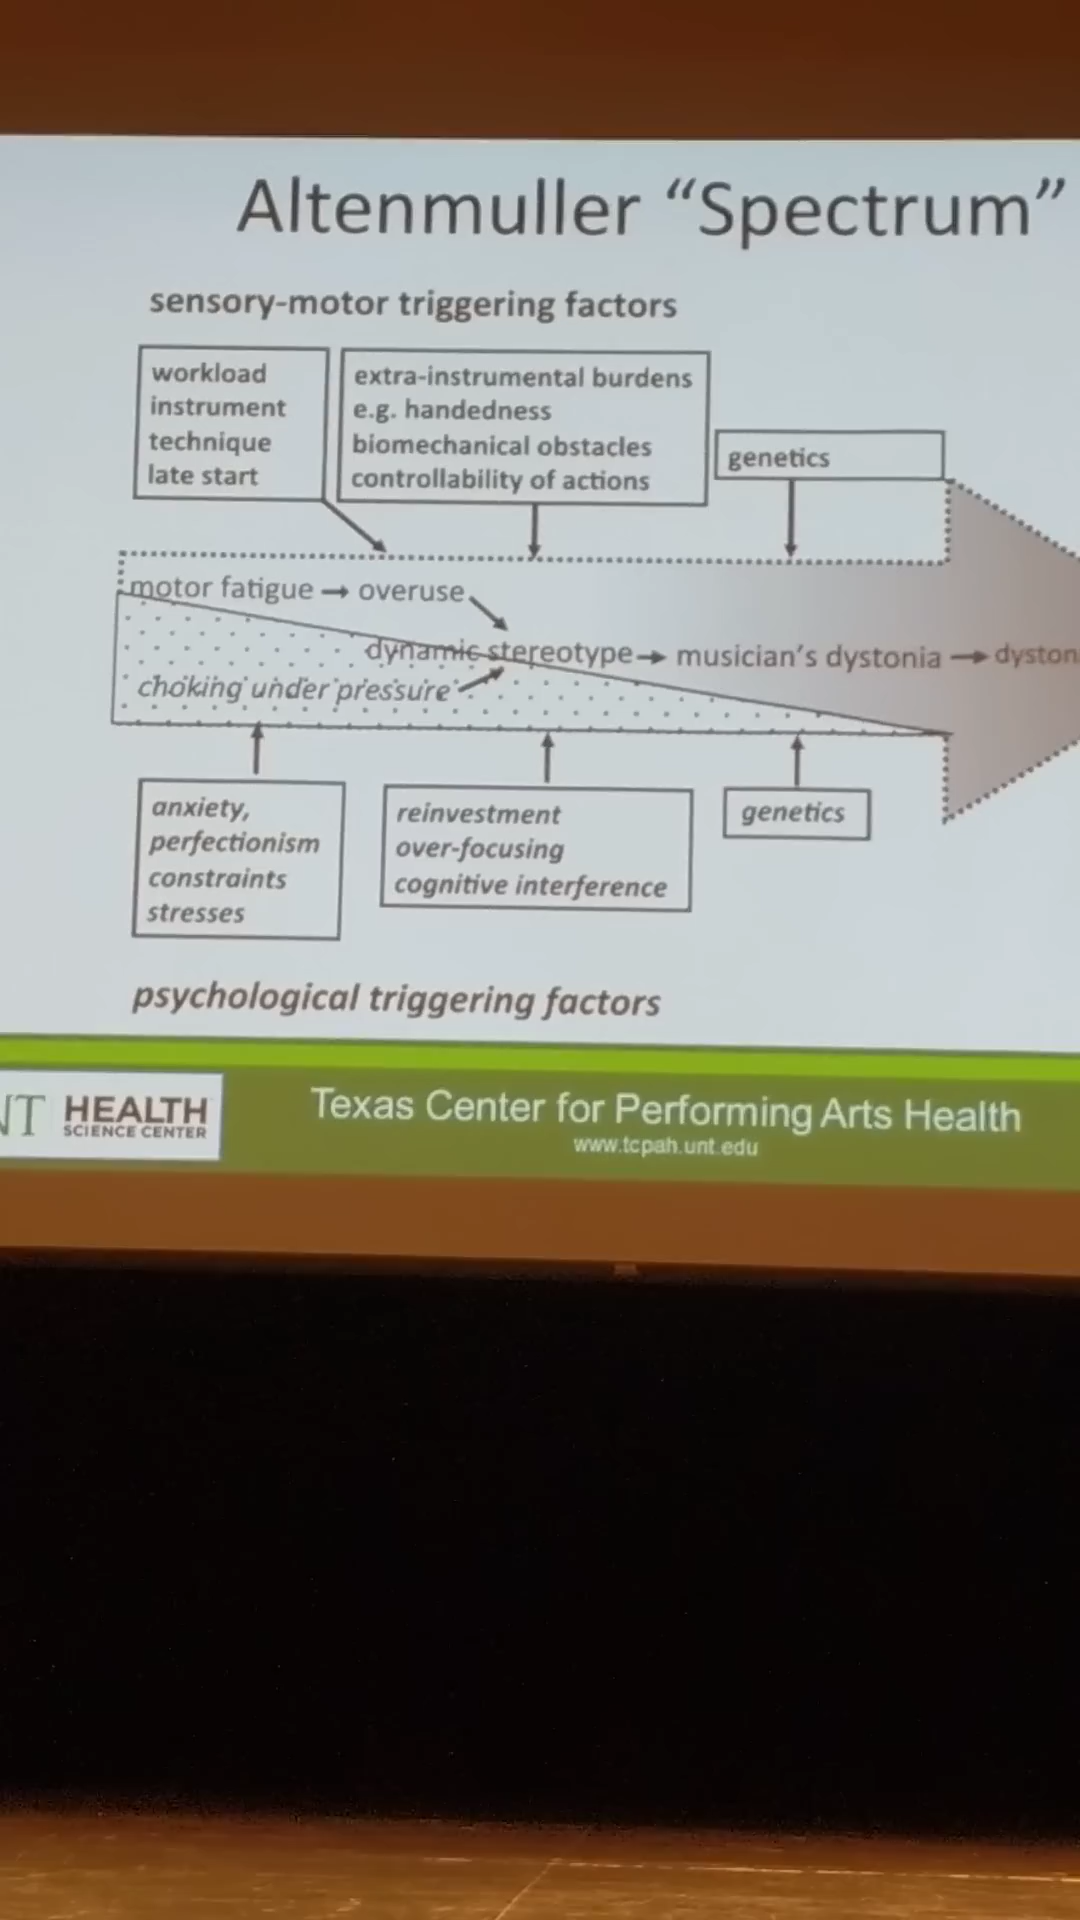 Altenmuller “Spectrum”
sensory-motor triggering factors
workload
instrument
technique
late start
extra-instrumental burdens
e.g. handedness
biomechanical obstacles
controllability of actions
genetics
motor fatigue → overuse
dynamic stereotype → musician's dystonia → dyston
choking under pressure
anxiety,
perfectionism
constraints
stresses
reinvestment
over-focusing
cognitive interference
genetics
psychological triggering factors
NT HEALTH
SCIENCE CENTER
Texas Center for Performing Arts Health
www.tcpah.unt.edu